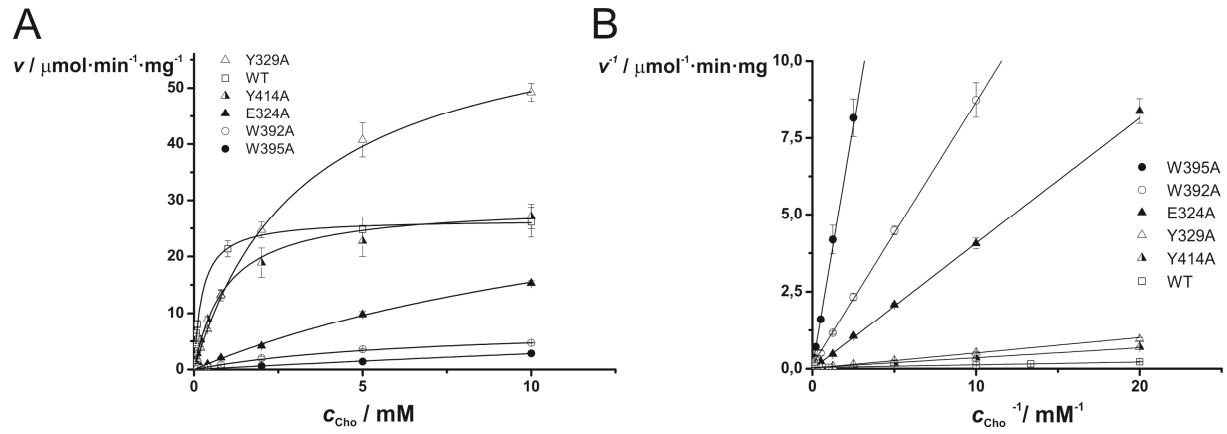 A
v / μmol·min-1·mg-1
Y329A
WT
Y414A
E324A
W392A
W395A
50
40
30
20
10
0
0 5 10
cCho / mM
B
v-1 / μmol-1·min·mg
10,0
7,5
5,0
2,5
0,0
W395A
W392A
E324A
Y329A
Y414A
WT
0 10 20
cCho-1/ mM-1